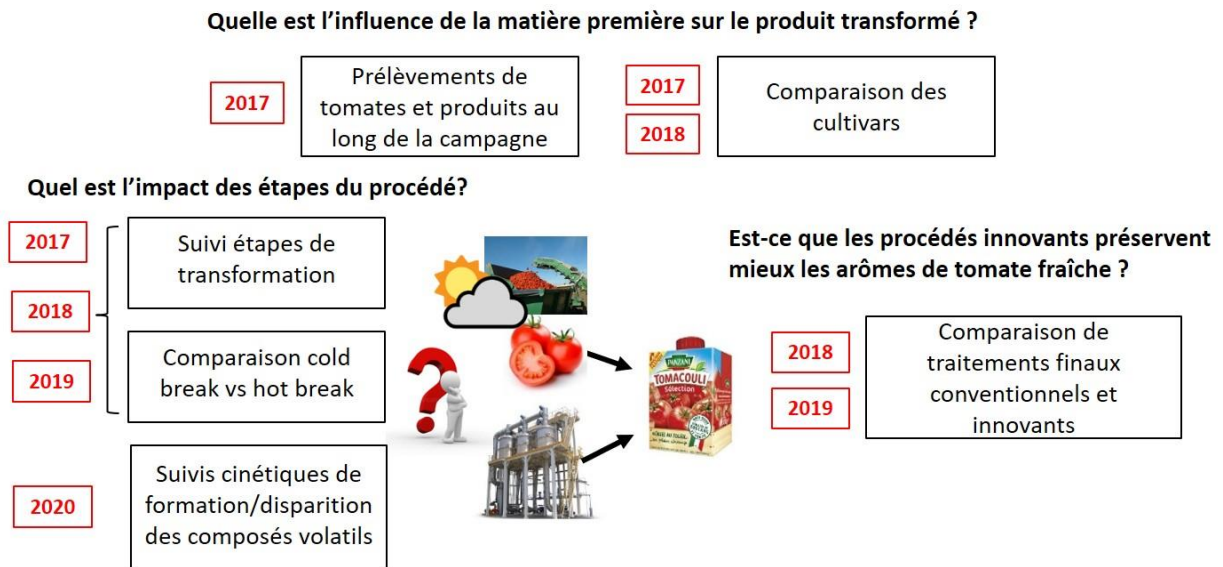 Quelle est l’influence de la matière première sur le produit transformé ?
2017
Prélèvements de
tomates et produits au
long de la campagne
2017
2018
Comparaison des
cultivars
Quel est l’impact des étapes du procédé?
2017
2018
2019
Suivi étapes de
transformation
Comparaison cold
break vs hot break
2020
Suivis cinétiques de
formation/disparition
des composés volatils
PANZANI
TOMACOULI
Sélection
Est-ce que les procédés innovants préservent
mieux les arômes de tomate fraîche ?
2018
2019
Comparaison de
traitements finaux
conventionnels et
innovants